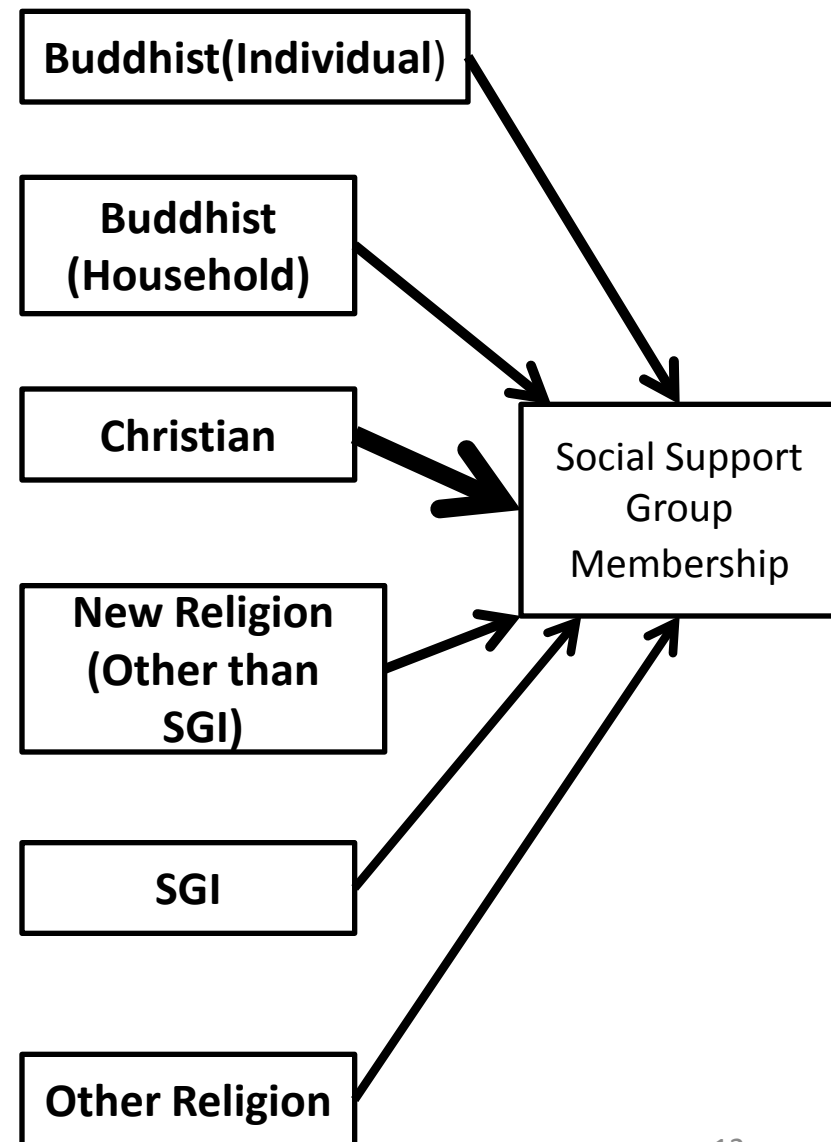 Buddhist(Individual)
Buddhist
(Household)
Christian
Social Support
Group
Membership
New Religion
(Other than
SGI)
SGI
Other Religion